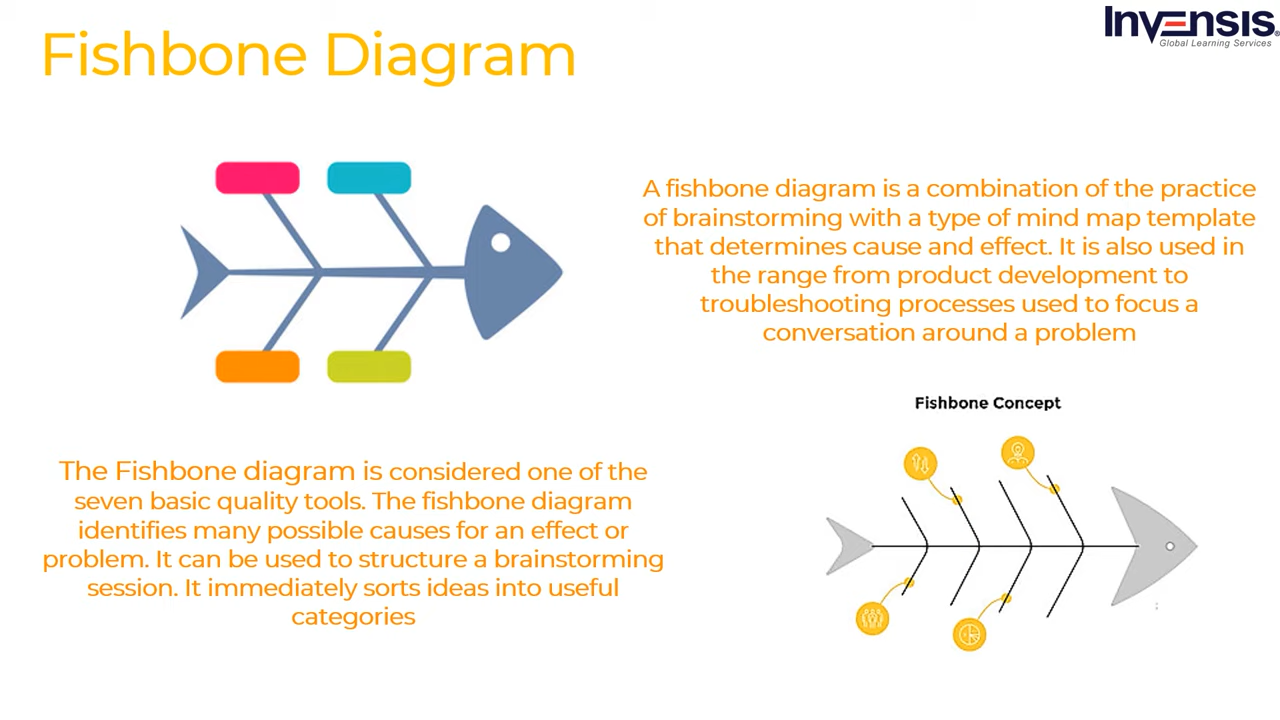 Fishbone Diagram
Invensis®
Global Learning Services
A fishbone diagram is a combination of the practice
of brainstorming with a type of mind map template
that determines cause and effect. It is also used in
the range from product development to
troubleshooting processes used to focus a
conversation around a problem
Fishbone Concept
The Fishbone diagram is considered one of the
seven basic quality tools. The fishbone diagram
identifies many possible causes for an effect or
problem. It can be used to structure a brainstorming
session. It immediately sorts ideas into useful
categories